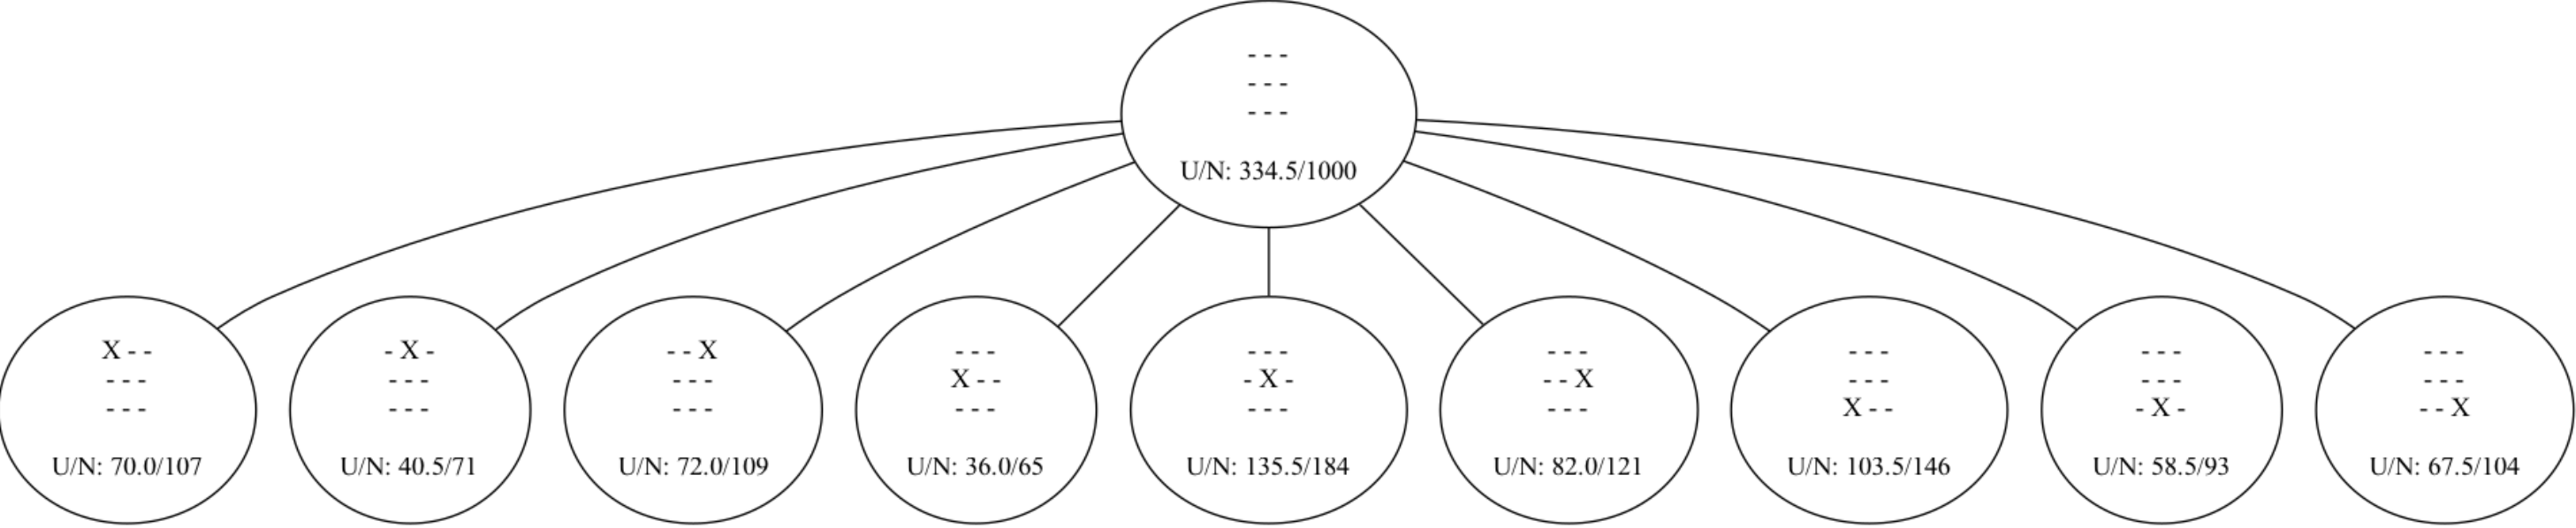 - - -
- - -
- - -
U/N: 334.5/1000
X - -
- - -
- - -
U/N: 70.0/107
- X -
- - -
- - -
U/N: 40.5/71
- - X
- - -
- - -
U/N: 72.0/109
- - -
X - -
- - -
U/N: 36.0/65
- - -
- X -
- - -
U/N: 135.5/184
- - -
- - X
- - -
U/N: 82.0/121
- - -
- - -
X - -
U/N: 103.5/146
- - -
- - -
- X -
U/N: 58.5/93
- - -
- - -
- - X
U/N: 67.5/104